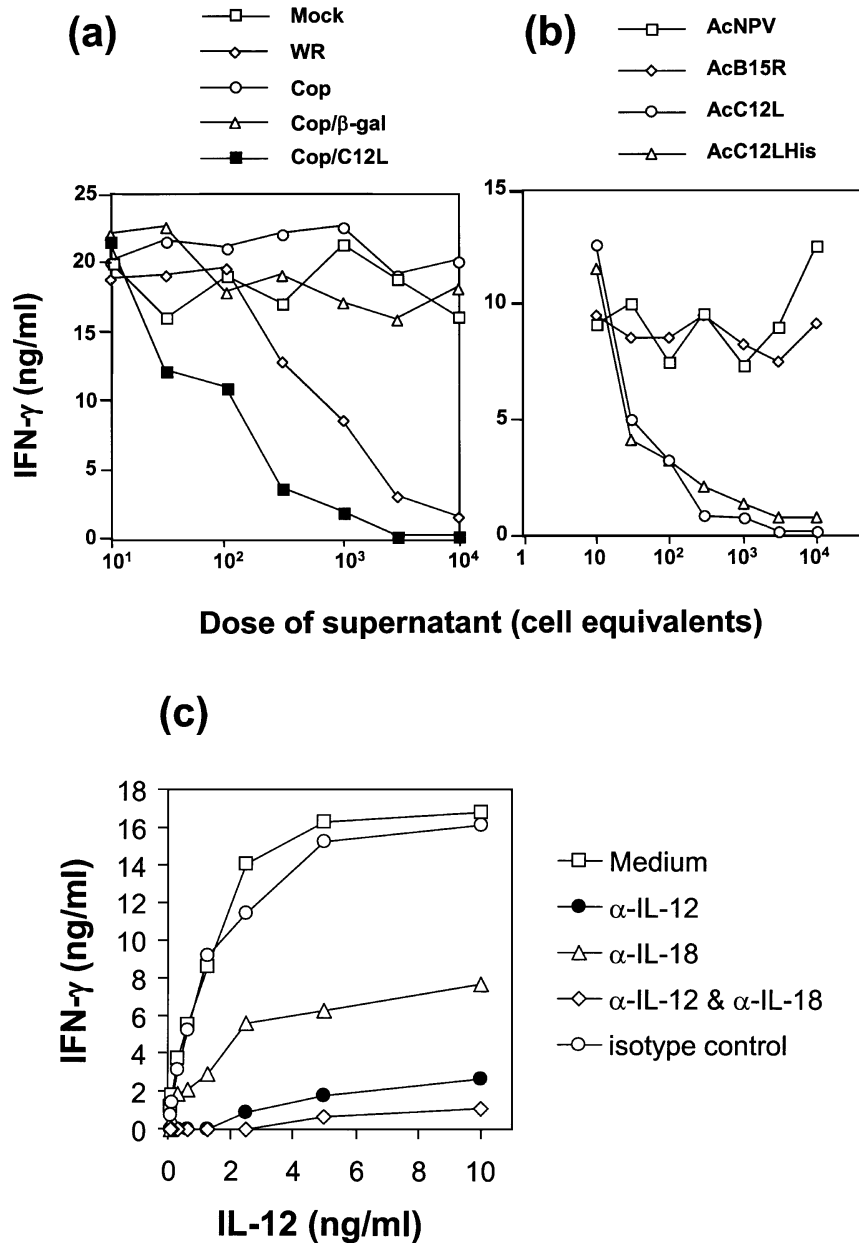 (a)
Mock
WR
Cop
Cop/β-gal
Cop/C12L
(b)
AcNPV
AcB15R
AcC12L
AcC12LHis
IFN-γ (ng/ml)
25
20
15
10
5
0
10¹ 10² 10³ 10⁴
15
10
5
0
1 10 10² 10³ 10⁴
Dose of supernatant (cell equivalents)
(c)
IFN-γ (ng/ml)
18
16
14
12
10
8
6
4
2
0
0 2 4 6 8 10
IL-12 (ng/ml)
Medium
α-IL-12
α-IL-18
α-IL-12 & α-IL-18
isotype control